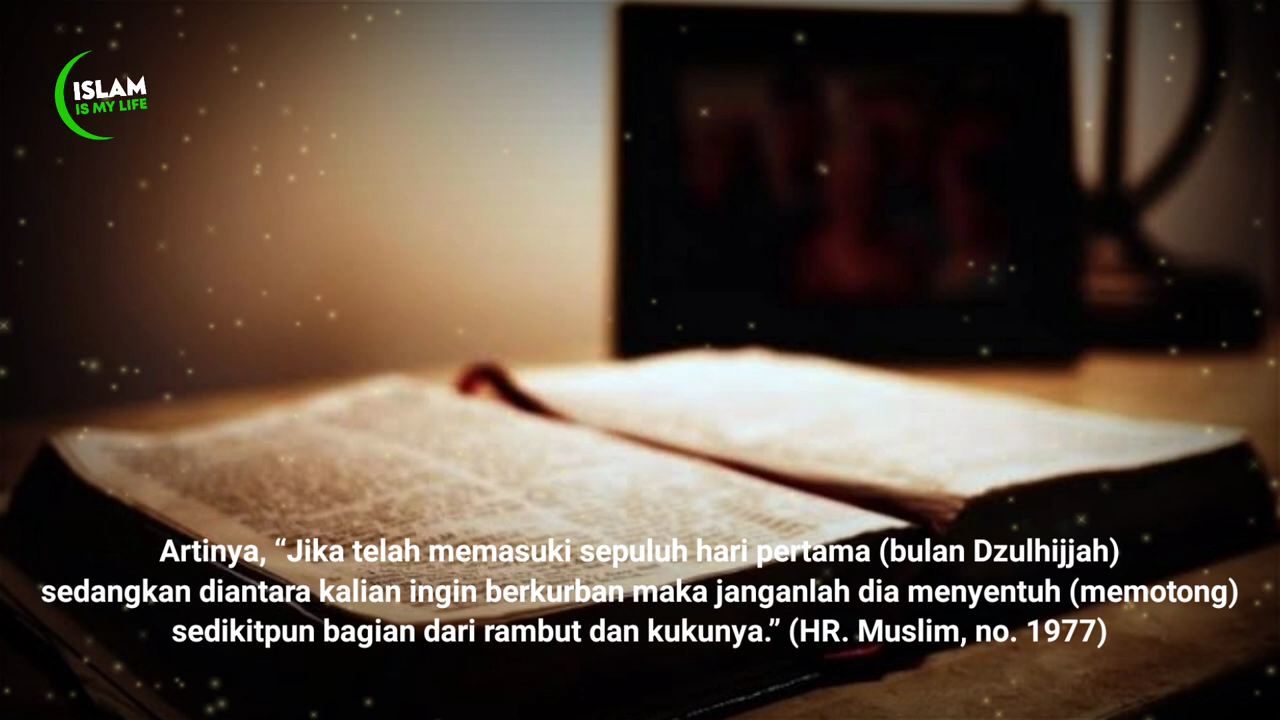 ISLAM
IS MY LIFE
Artinya, “Jika telah memasuki sepuluh hari pertama (bulan Dzulhijjah)
sedangkan diantara kalian ingin berkurban maka janganlah dia menyentuh (memotong)
sedikitpun bagian dari rambut dan kukunya.” (HR. Muslim, no. 1977)